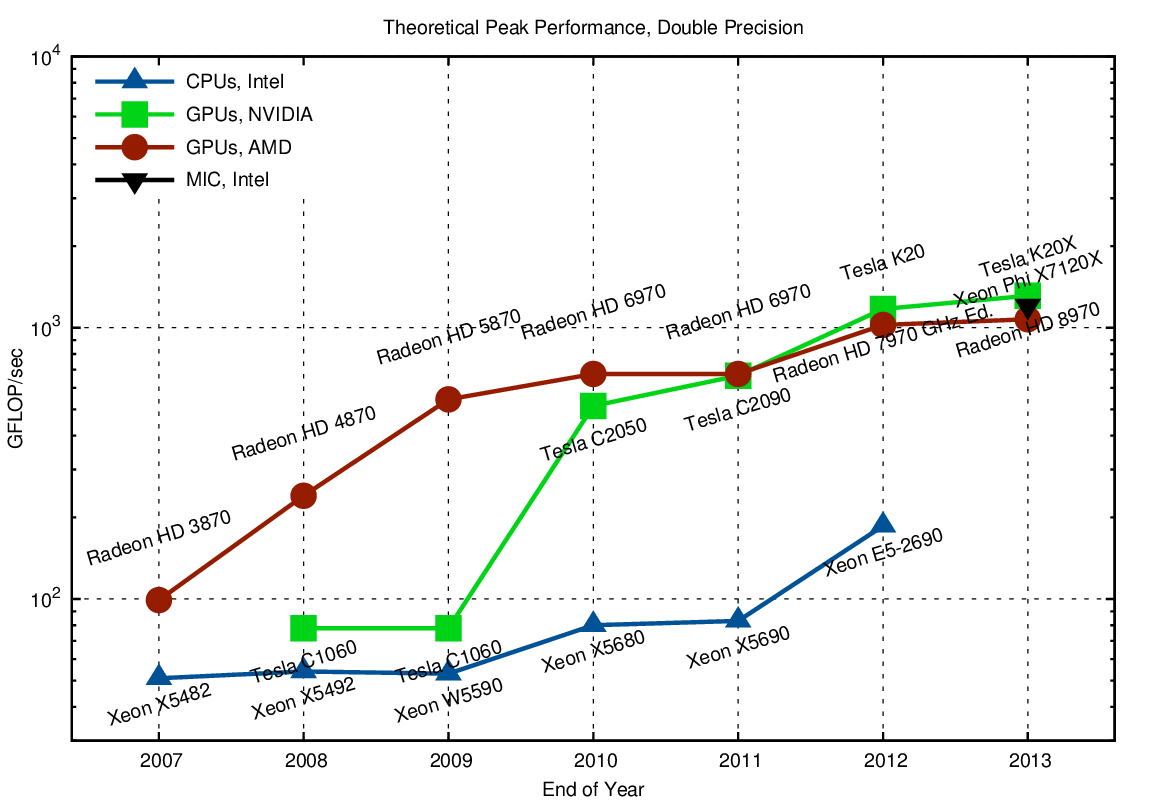 Theoretical Peak Performance, Double Precision
10^4
CPUs, Intel
GPUs, NVIDIA
GPUs, AMD
MIC, Intel
Tesla K20
Tesla K20X
Xeon Phi X7120X
Radeon HD 5870
Radeon HD 6970
Radeon HD 6970
10^3
Radeon HD 7970 GHz Ed.
Radeon HD 8970
GFLOP/sec
Radeon HD 4870
Tesla C2050
Tesla C2090
Radeon HD 3870
Xeon E5-2690
10^2
Tesla C1060
Tesla C1060
Xeon X5680
Xeon X5690
Xeon X5482
Xeon X5492
Xeon W5590
2007
2008
2009
2010
2011
2012
2013
End of Year